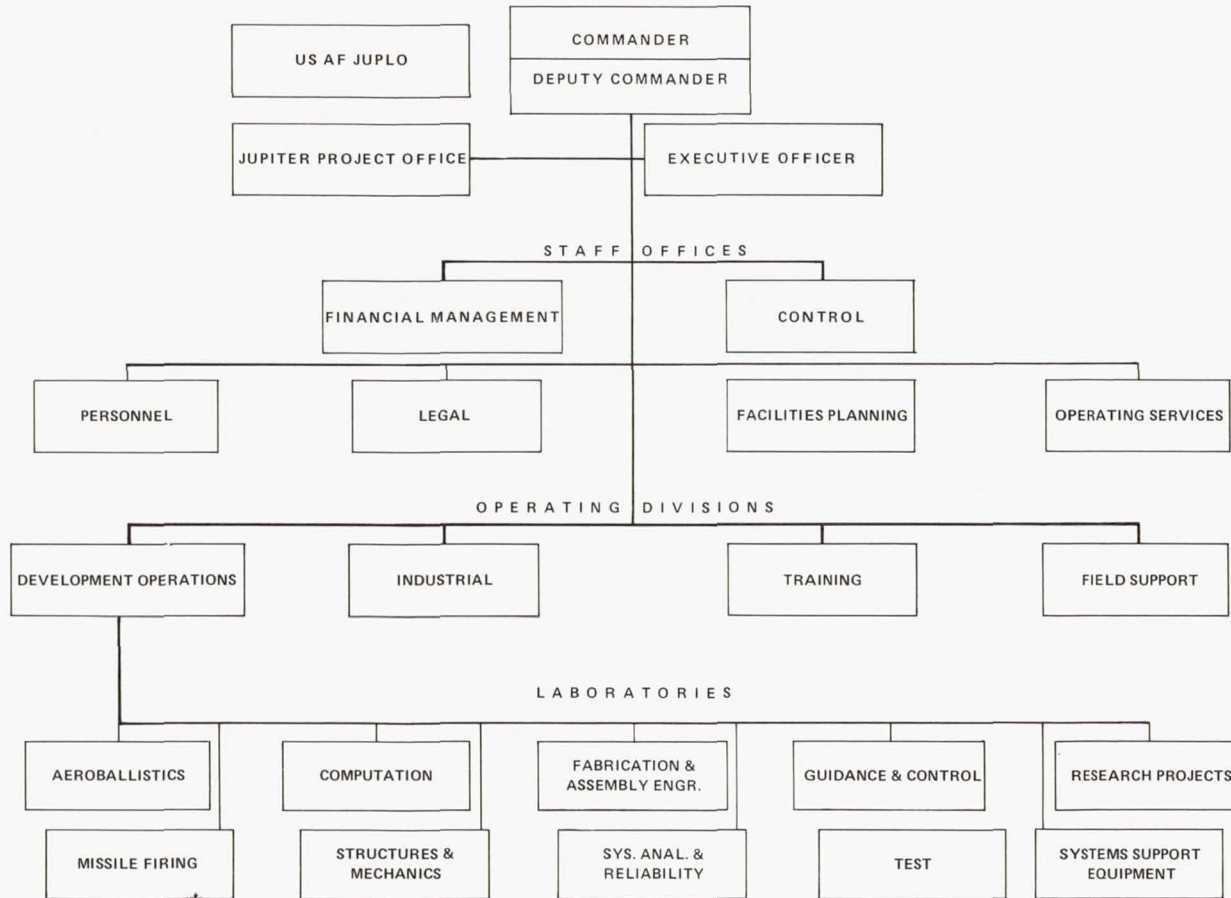 US AF JUPLO
COMMANDER
DEPUTY COMMANDER
JUPITER PROJECT OFFICE
EXECUTIVE OFFICER
STAFF OFFICES
FINANCIAL MANAGEMENT
CONTROL
PERSONNEL
LEGAL
FACILITIES PLANNING
OPERATING SERVICES
OPERATING DIVISIONS
DEVELOPMENT OPERATIONS
INDUSTRIAL
TRAINING
FIELD SUPPORT
LABORATORIES
AEROBALLISTICS
COMPUTATION
FABRICATION &
ASSEMBLY ENGR.
GUIDANCE & CONTROL
RESEARCH PROJECTS
MISSILE FIRING
STRUCTURES &
MECHANICS
SYS. ANAL. &
RELIABILITY
TEST
SYSTEMS SUPPORT
EQUIPMENT